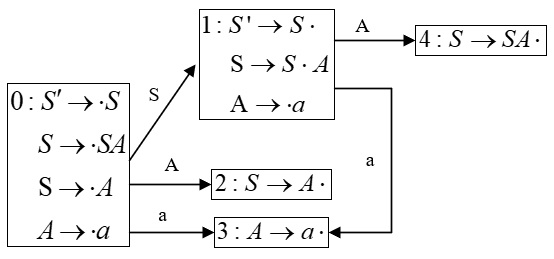 0: S' → ·S
S → ·SA
S → ·A
A → ·a
S
A
a
1: S' → S·
S → S·A
A → ·a
A
a
4: S → SA·
2: S → A·
3: A → a·